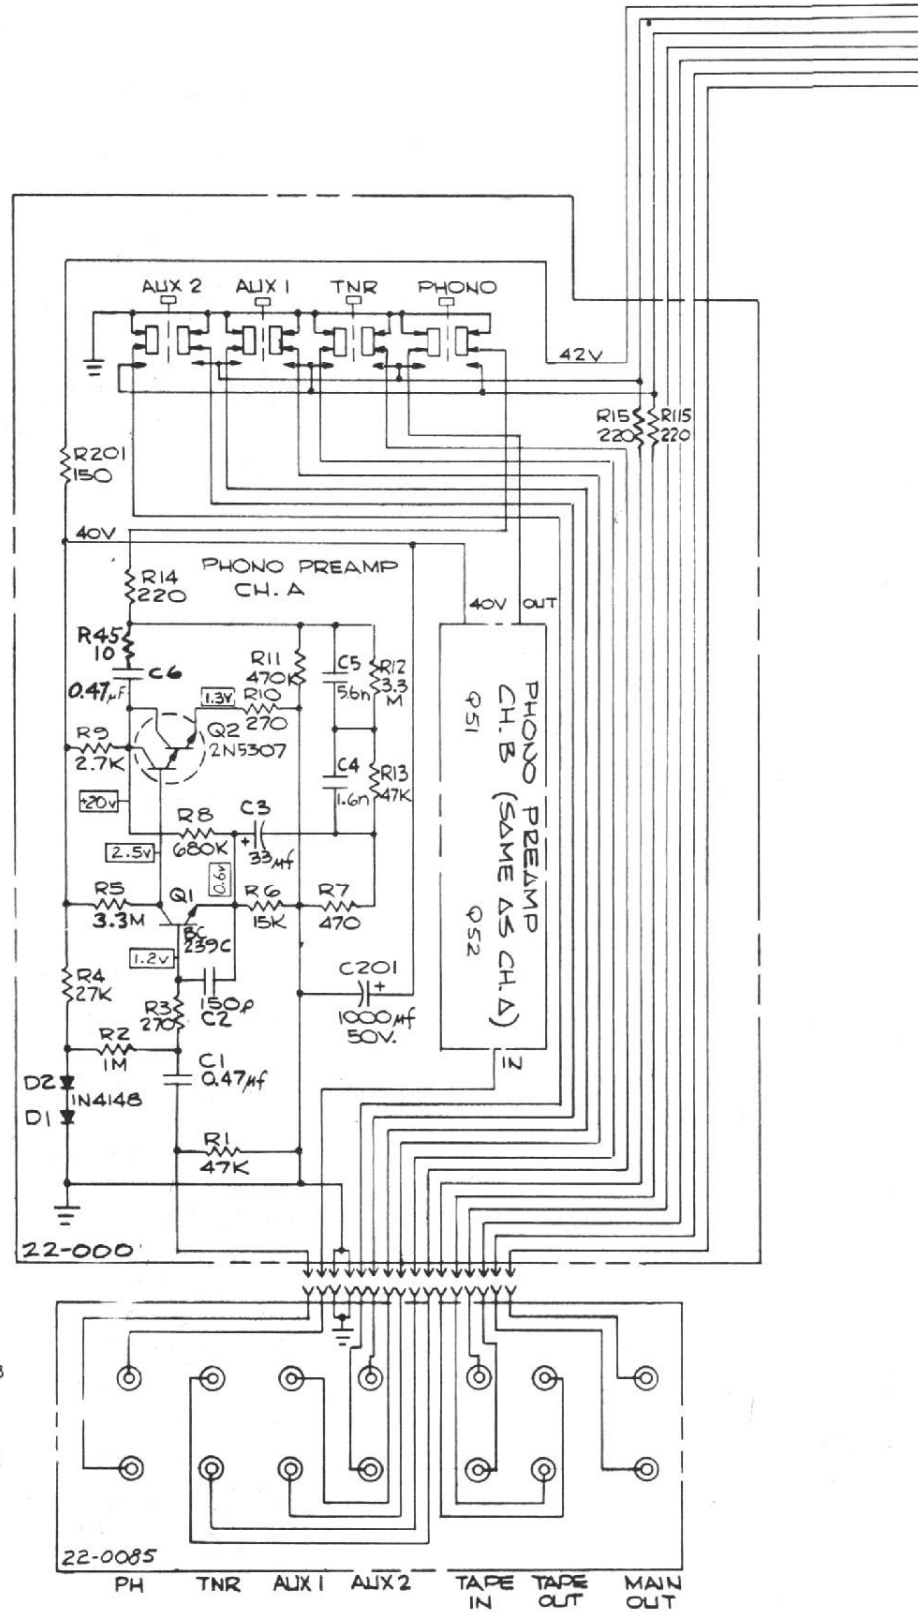 AUX 2 AUX 1 TNR PHONO
42V
R15
220
R115
220
R201
150
40V
PHONO PREAMP
CH. A
R14
220
40V OUT
R45
10
C6
0.47µF
R11
470K
C5
5.6n
R12
3.3
M
1.3V
R10
270
Q2
2N5307
R9
2.7K
+20V
C4
1.6n
R13
47K
R8
680K
C3
+
33µf
2.5V
0.6V
PHONO PREAMP
CH.B (SAME AS CH.A)
Q51 Q52
R5
3.3M
Q1
BC
239C
R6
15K
R7
470
1.2V
R4
27K
R3
270
150p
C2
C201
+
1000µf
50V.
IN
R2
1M
C1
0.47µf
D2
1N4148
D1
R1
47K
22-000
22-0085
PH TNR AUX 1 AUX 2 TAPE IN TAPE OUT MAIN OUT